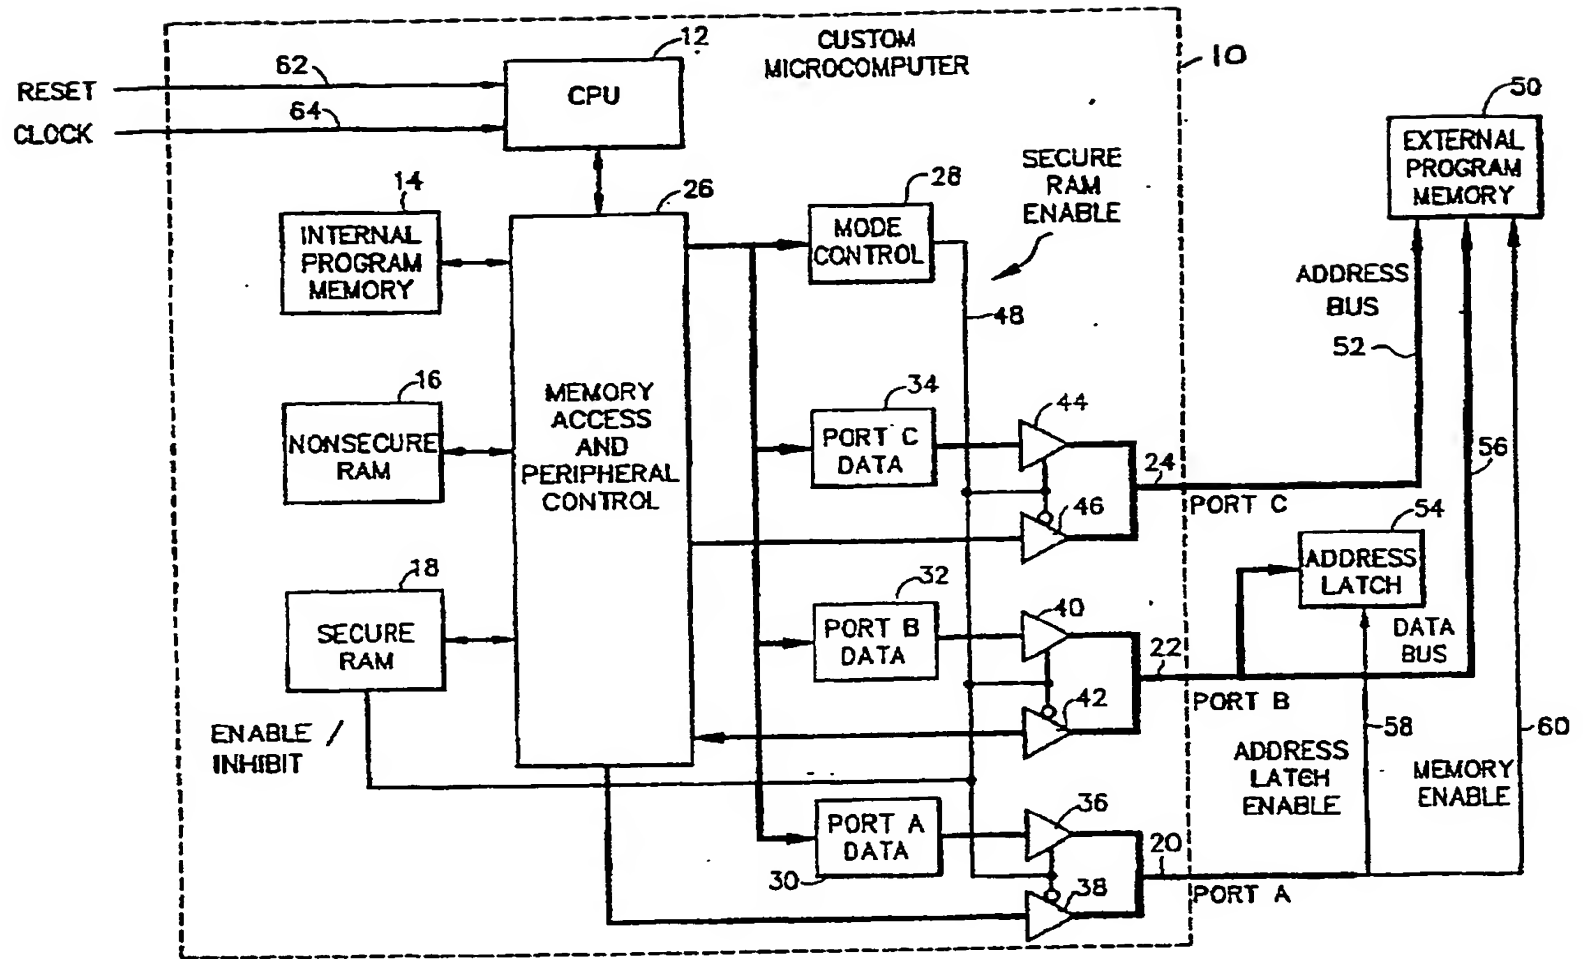 CUSTOM
MICROCOMPUTER
10
12
CPU
RESET
62
CLOCK
64
50
EXTERNAL
PROGRAM
MEMORY
SECURE
RAM
ENABLE
14
INTERNAL
PROGRAM
MEMORY
26
MEMORY
ACCESS
AND
PERIPHERAL
CONTROL
28
MODE
CONTROL
48
ADDRESS
BUS
52
16
NONSECURE
RAM
34
PORT C
DATA
44
46
24
PORT C
56
54
ADDRESS
LATCH
18
SECURE
RAM
32
PORT B
DATA
40
42
22
PORT B
DATA
BUS
58
60
ENABLE /
INHIBIT
ADDRESS
LATCH
ENABLE
MEMORY
ENABLE
PORT A
DATA
30
36
38
20
PORT A